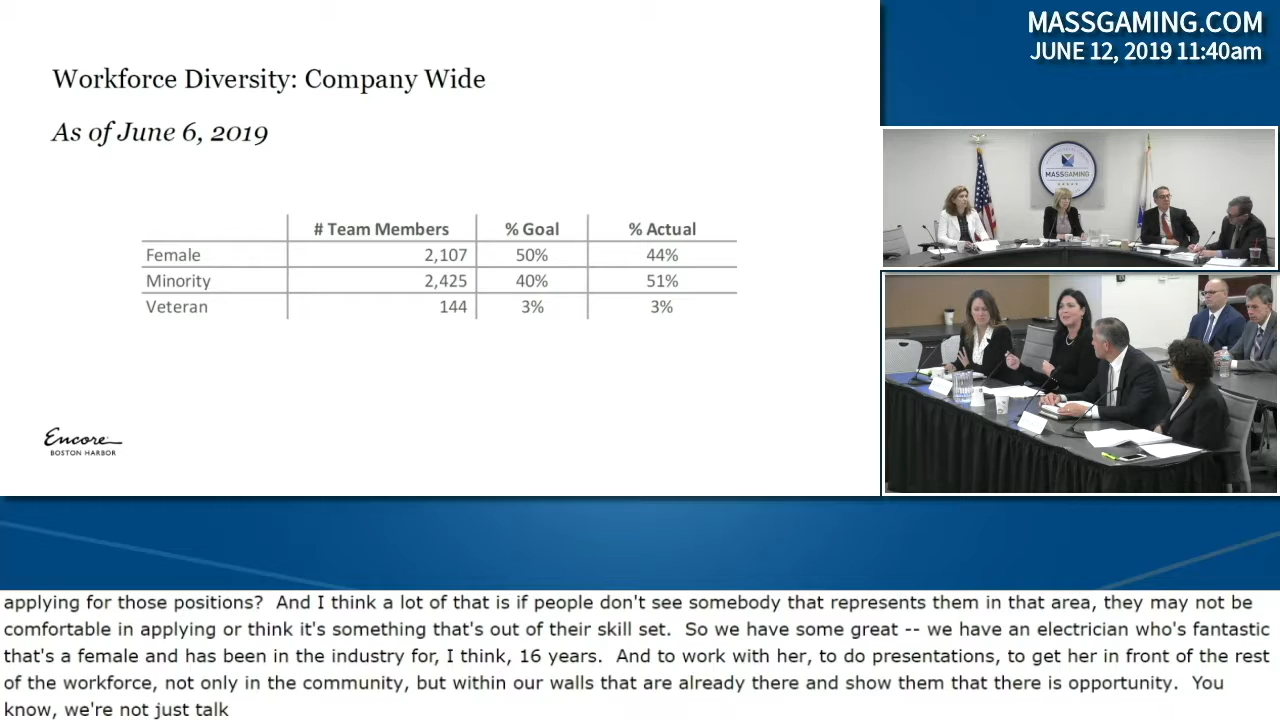 MASSGAMING.COM
JUNE 12, 2019 11:40am
Workforce Diversity: Company Wide
As of June 6, 2019
# Team Members % Goal % Actual
Female 2,107 50% 44%
Minority 2,425 40% 51%
Veteran 144 3% 3%
Encore
BOSTON HARBOR
MASSGAMING
applying for those positions?  And I think a lot of that is if people don't see somebody that represents them in that area, they may not be
comfortable in applying or think it's something that's out of their skill set.  So we have some great -- we have an electrician who's fantastic
that's a female and has been in the industry for, I think, 16 years.  And to work with her, to do presentations, to get her in front of the rest
of the workforce, not only in the community, but within our walls that are already there and show them that there is opportunity.  You
know, we're not just talk